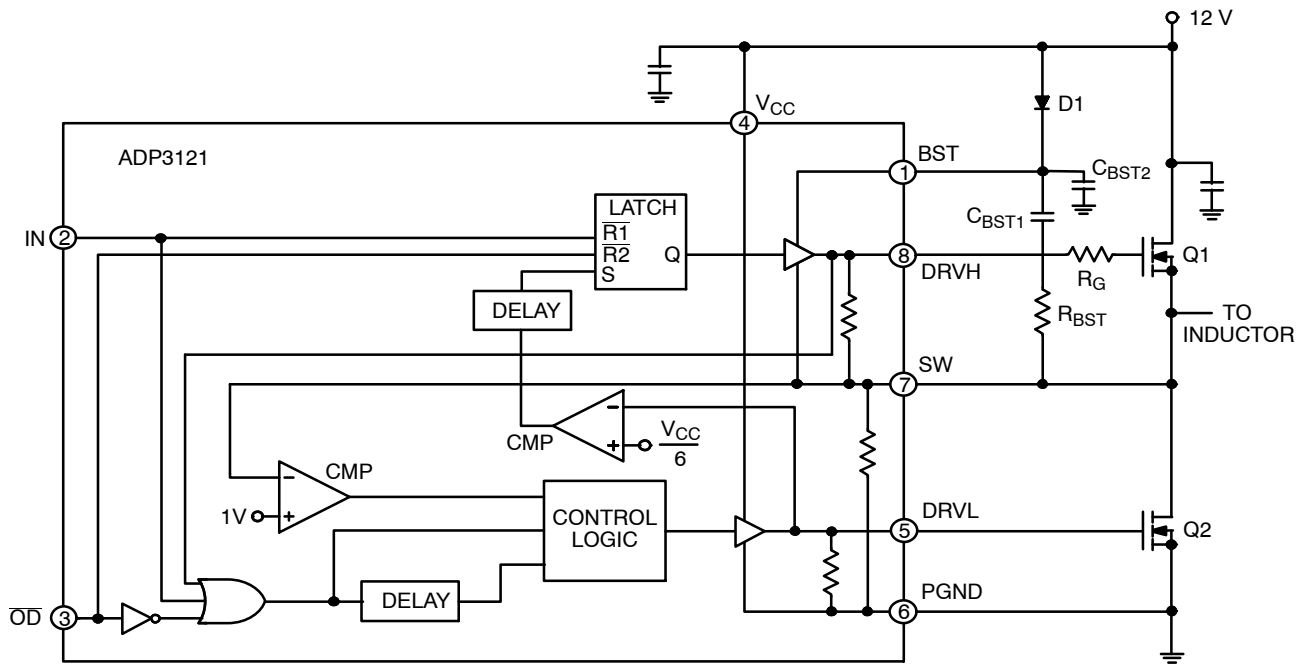 12 V
D1
V_CC
4
ADP3121
BST
1
C_BST2
C_BST1
LATCH
R1̅
R2̅
S
Q
IN 2
8
DRVH
R_G
Q1
DELAY
R_BST
TO
INDUCTOR
SW
7
CMP
−
+
V_CC
6
CMP
−
+
1V
CONTROL
LOGIC
DRVL
5
Q2
DELAY
PGND
6
O̅D̅ 3